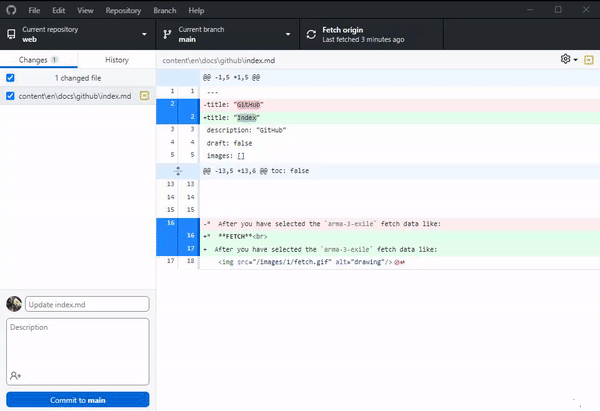 File Edit View Repository Branch Help
Current repository
web
Current branch
main
Fetch origin
Last fetched 3 minutes ago
Changes 1
History
content\en\docs\github\index.md
1 changed file
content\en\docs\github\index.md
@@ -1,5 +1,5 @@
1 1 ---
2 -title: "GitHub"
2 +title: "Index"
3 3 description: "GitHub"
4 4 draft: false
5 5 images: []
@@ -13,5 +13,6 @@ toc: false
13 13
14 14
15 15
16 -* After you have selected the `arma-3-exile` fetch data like:
16 +* **FETCH**<br>
17 + After you have selected the `arma-3-exile` fetch data like:
17 18 <img src="/images/1/fetch.gif" alt="drawing"/>
Update index.md
Description
Commit to main